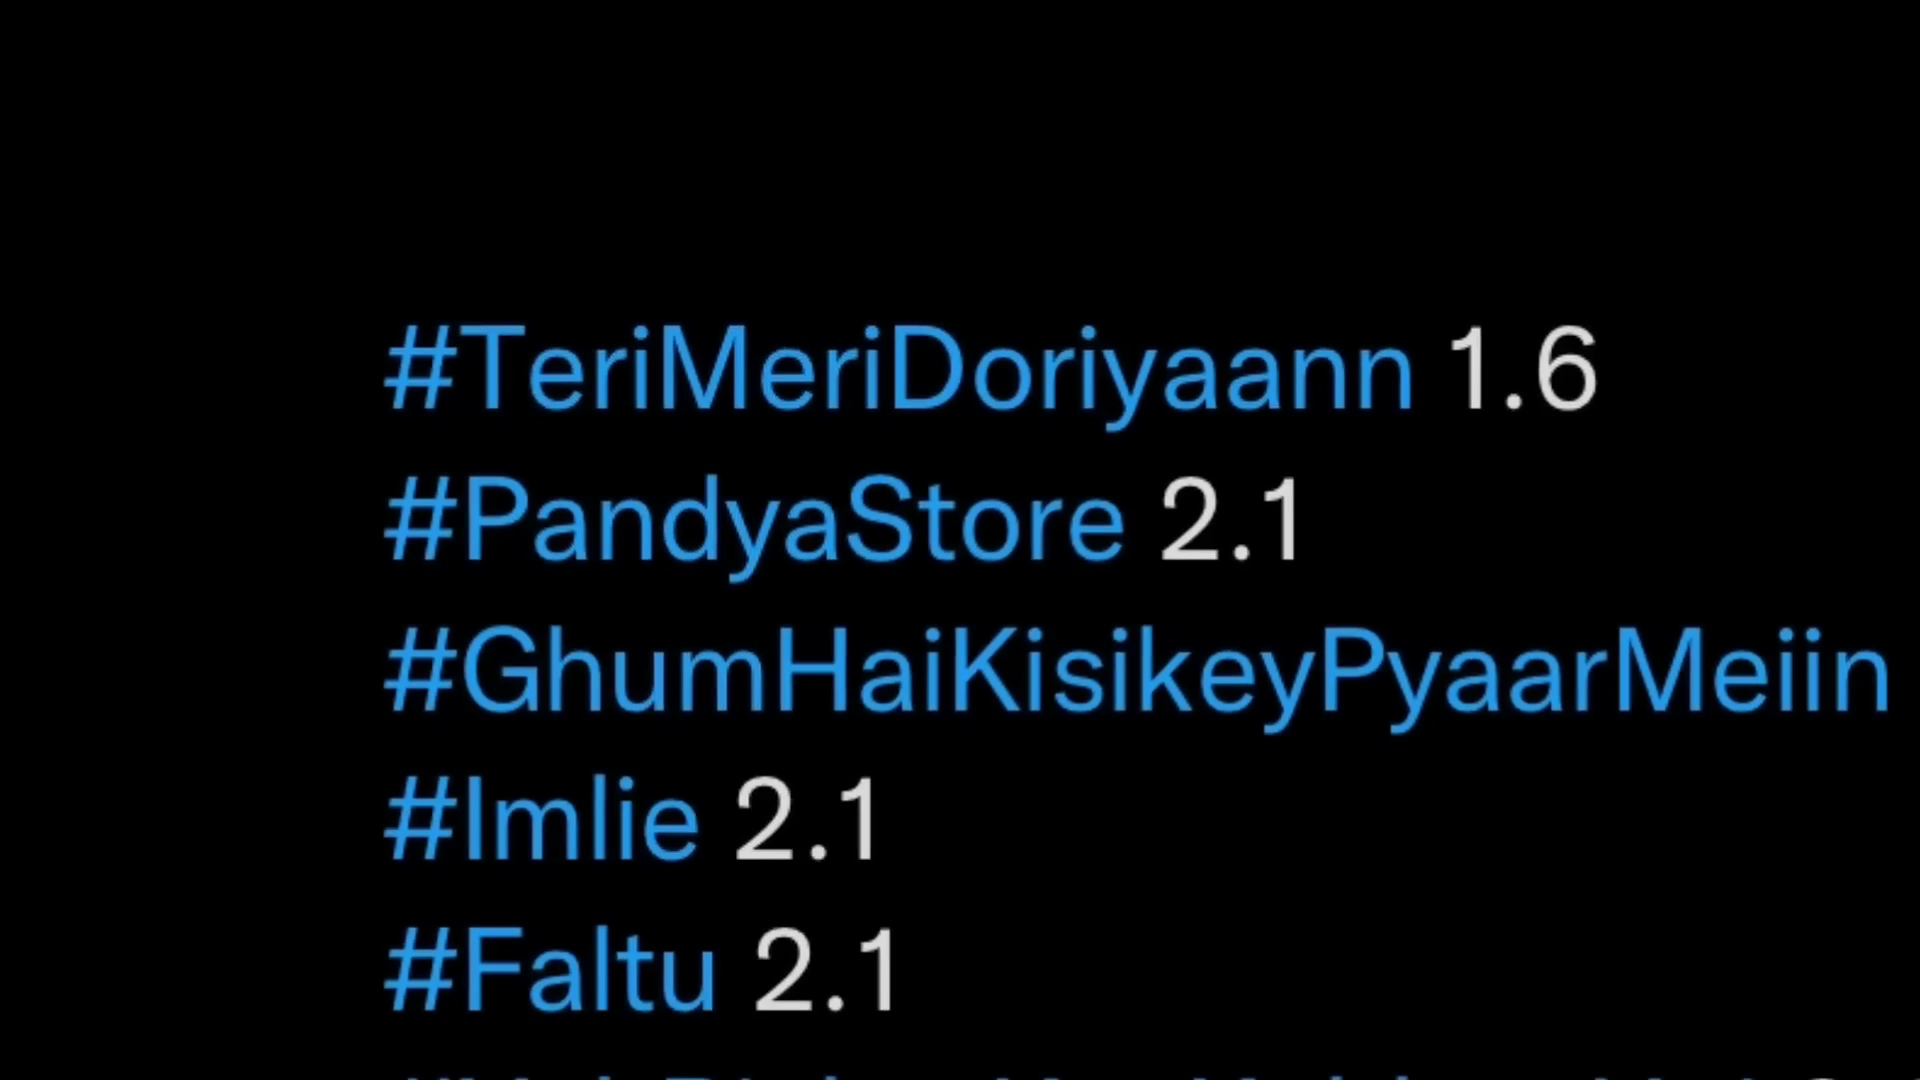 #TeriMeriDoriyaann 1.6
#PandyaStore 2.1
#GhumHaiKisikeyPyaarMeiin
#Imlie 2.1
#Faltu 2.1